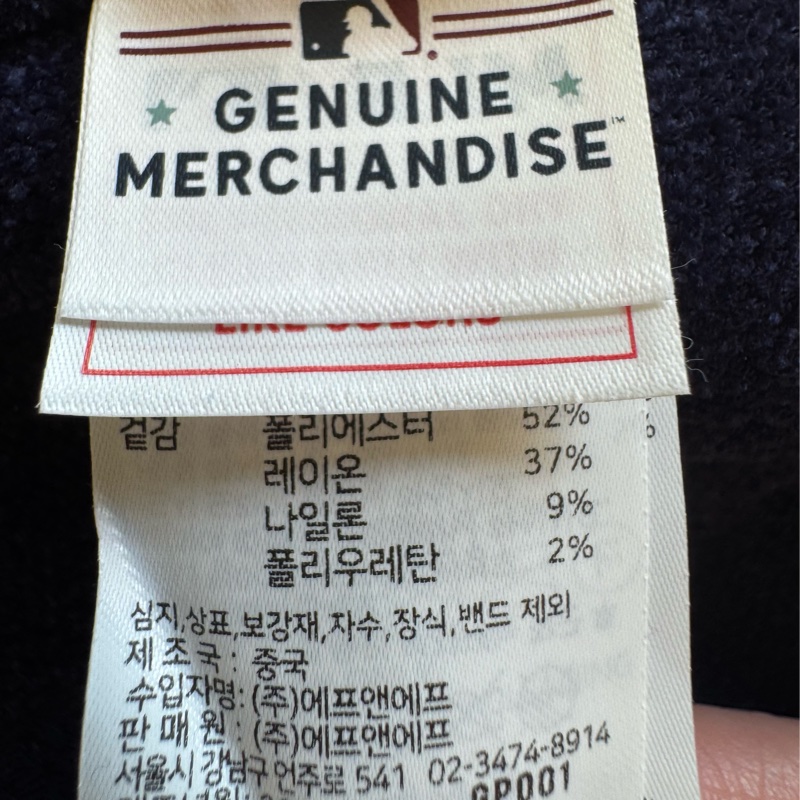 GENUINE
MERCHANDISE™
LIKE COLORS
겉감 폴리에스터 52%
레이온 37%
나일론 9%
폴리우레탄 2%
심지,상표,보강재,자수,장식,밴드 제외
제 조 국 : 중국
수입자명: (주)에프앤에프
판 매 원 : (주)에프앤에프
서울시 강남구 언주로 541 02-3474-8914
GP001